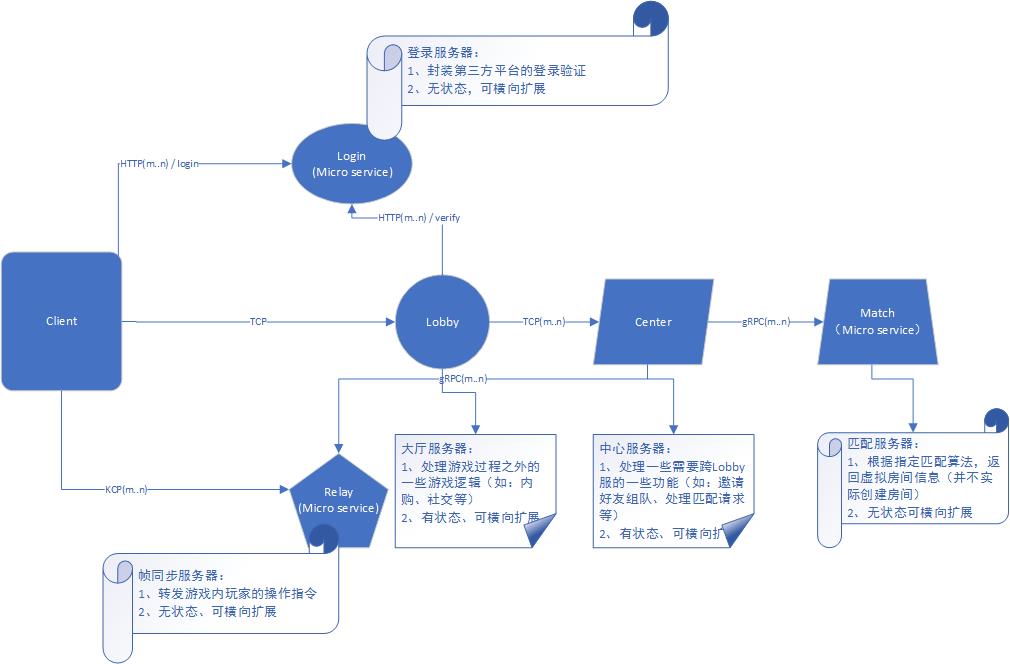 登录服务器：
1、封装第三方平台的登录验证
2、无状态，可横向扩展
Login
(Micro service)
HTTP(m..n) / login
HTTP(m..n) / verify
Client
TCP
Lobby
TCP(m..n)
Center
gRPC(m..n)
Match
（Micro service）
gRPC(m..n)
KCP(m..n)
Relay
(Micro service)
大厅服务器：
1、处理游戏过程之外的
一些游戏逻辑（如：内
购、社交等）
2、有状态、可横向扩展
中心服务器：
1、处理一些需要跨Lobby
服的一些功能（如：邀请
好友组队、处理匹配请求
等）
2、有状态、可横向扩
匹配服务器：
1、根据指定匹配算法，返
回虚拟房间信息（并不实
际创建房间）
2、无状态可横向扩展
帧同步服务器：
1、转发游戏内玩家的操作指令
2、无状态、可横向扩展